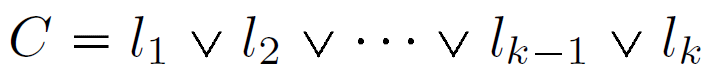 C = l₁ ∨ l₂ ∨ ⋯ ∨ lₖ₋₁ ∨ lₖ